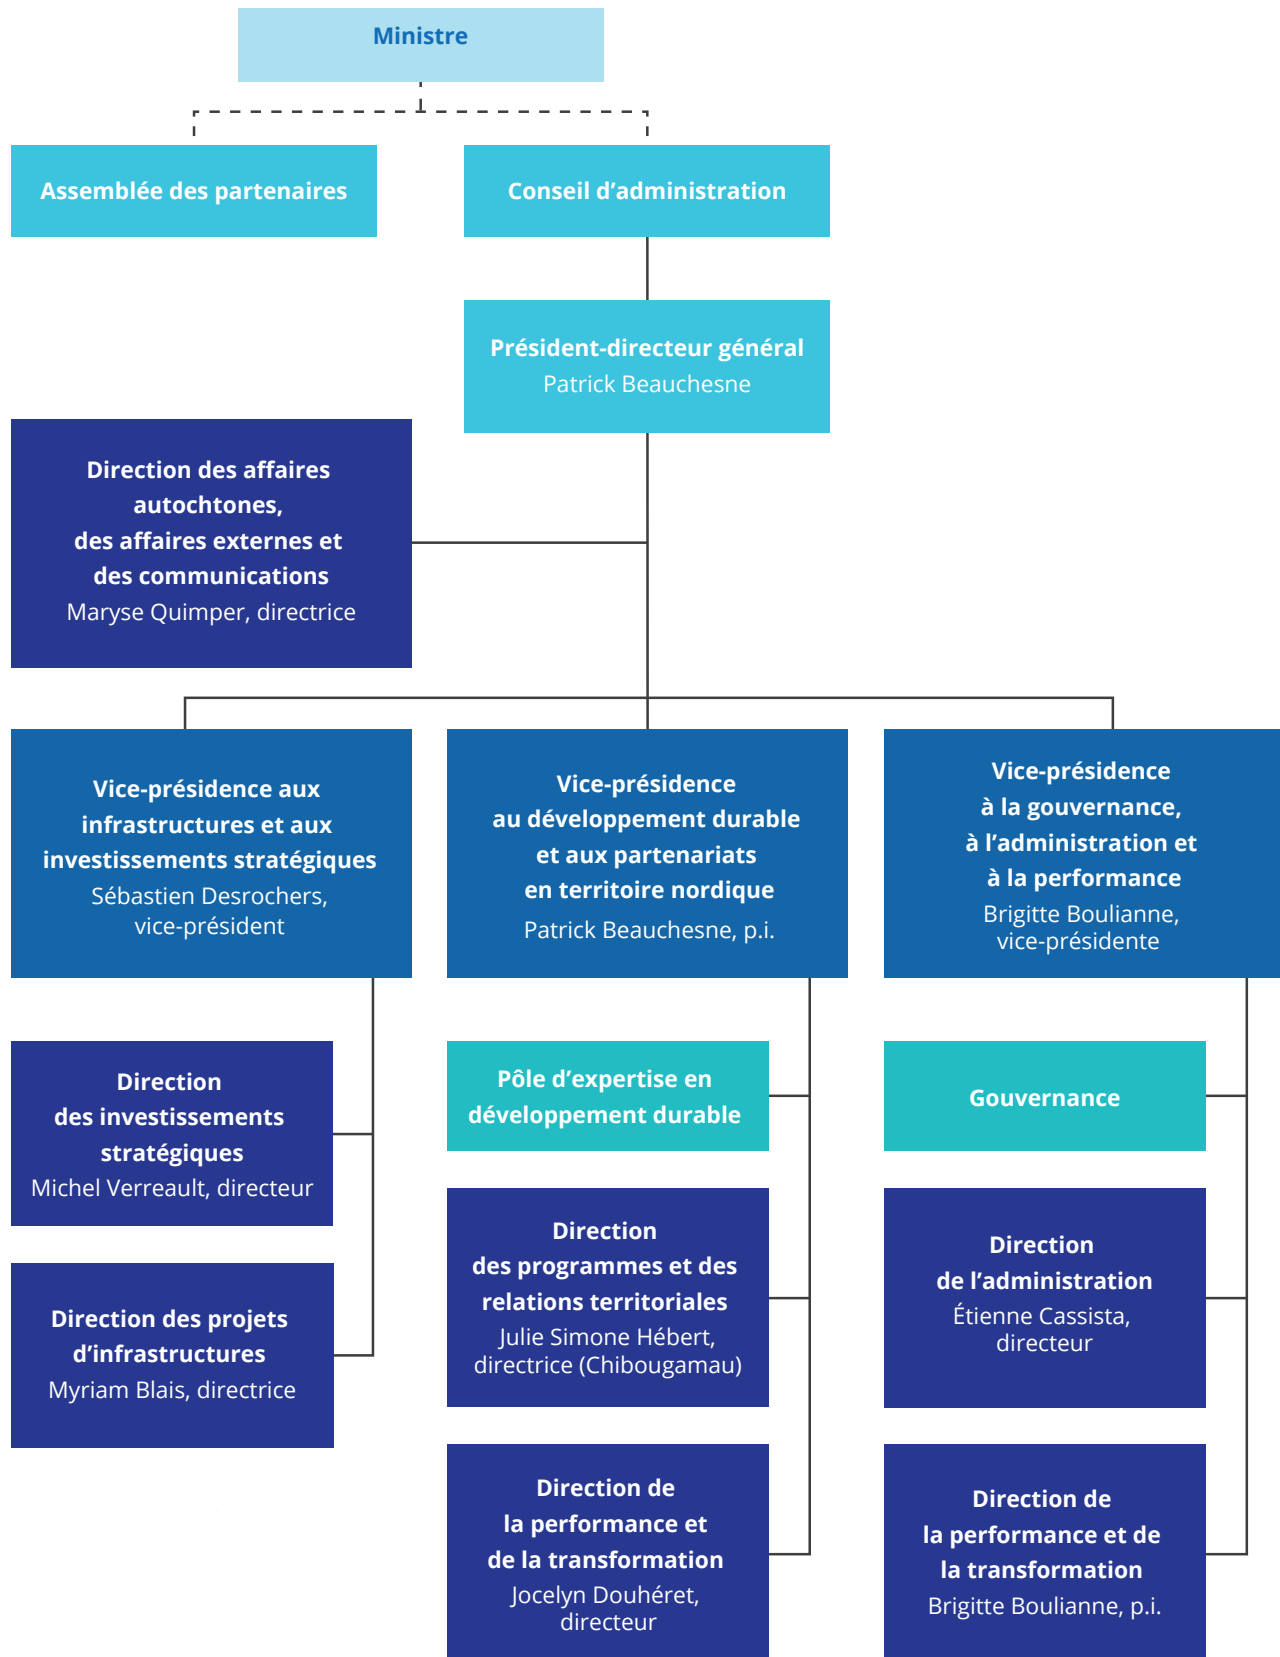 Ministre
Assemblée des partenaires
Conseil d’administration
Président-directeur général
Patrick Beauchesne
Direction des affaires
autochtones,
des affaires externes et
des communications
Maryse Quimper, directrice
Vice-présidence aux
infrastructures et aux
investissements stratégiques
Sébastien Desrochers,
vice-président
Vice-présidence
au développement durable
et aux partenariats
en territoire nordique
Patrick Beauchesne, p.i.
Vice-présidence
à la gouvernance,
à l’administration et
à la performance
Brigitte Boulianne,
vice-présidente
Direction
des investissements
stratégiques
Michel Verreault, directeur
Direction des projets
d’infrastructures
Myriam Blais, directrice
Pôle d’expertise en
développement durable
Direction
des programmes et des
relations territoriales
Julie Simone Hébert,
directrice (Chibougamau)
Direction de
la performance et
de la transformation
Jocelyn Douhéret,
directeur
Gouvernance
Direction
de l’administration
Étienne Cassista,
directeur
Direction de
la performance et de
la transformation
Brigitte Boulianne, p.i.